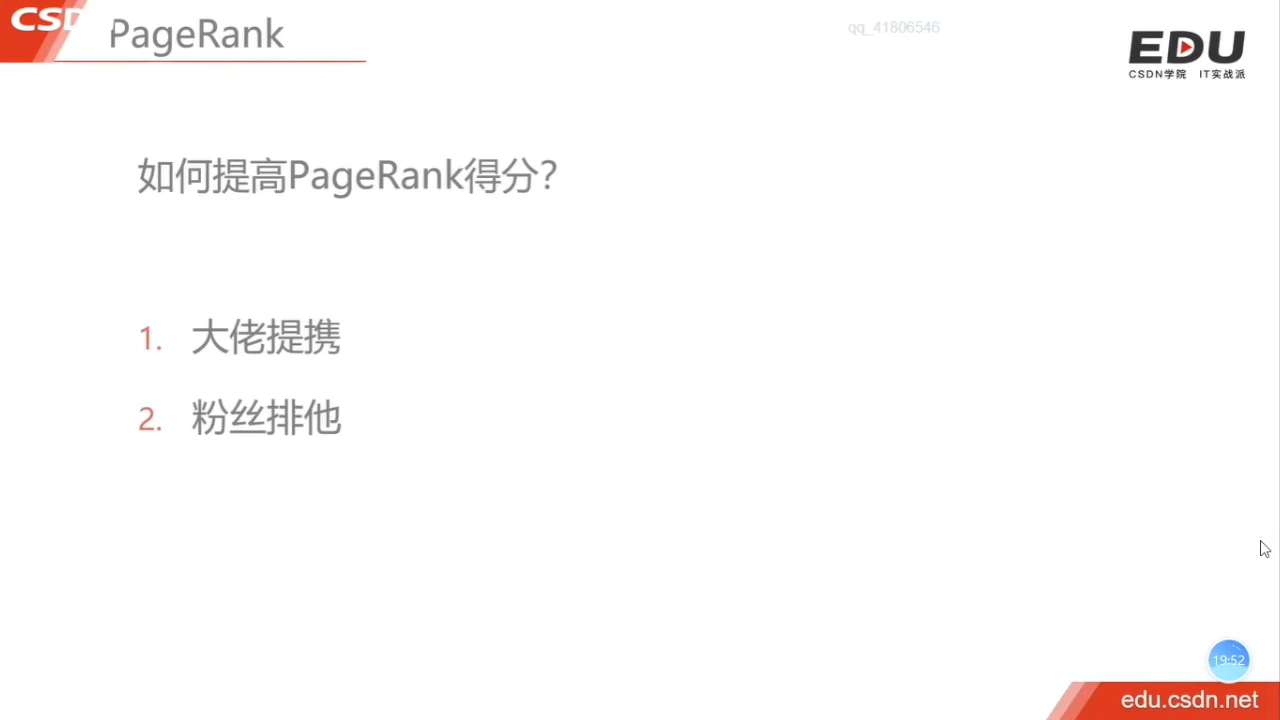 CSD
PageRank
qq_41806546
EDU
CSDN学院 IT实战派
如何提高PageRank得分？
1. 大佬提携
2. 粉丝排他
19:52
edu.csdn.net